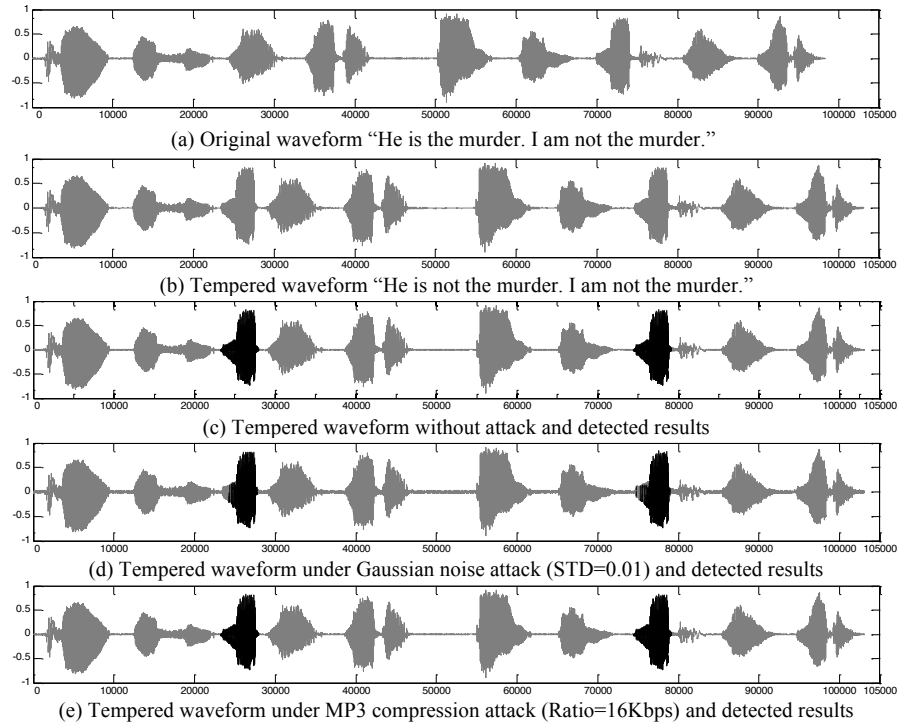 1
0.5
0
-0.5
-1
0 10000 20000 30000 40000 50000 60000 70000 80000 90000 100000 105000
(a) Original waveform “He is the murder. I am not the murder.”
1
0.5
0
-0.5
-1
0 10000 20000 30000 40000 50000 60000 70000 80000 90000 100000 105000
(b) Tempered waveform “He is not the murder. I am not the murder.”
1
0.5
0
-0.5
-1
0 10000 20000 30000 40000 50000 60000 70000 80000 90000 100000 105000
(c) Tempered waveform without attack and detected results
1
0.5
0
-0.5
-1
0 10000 20000 30000 40000 50000 60000 70000 80000 90000 100000 105000
(d) Tempered waveform under Gaussian noise attack (STD=0.01) and detected results
1
0.5
0
-0.5
-1
0 10000 20000 30000 40000 50000 60000 70000 80000 90000 100000 105000
(e) Tempered waveform under MP3 compression attack (Ratio=16Kbps) and detected results